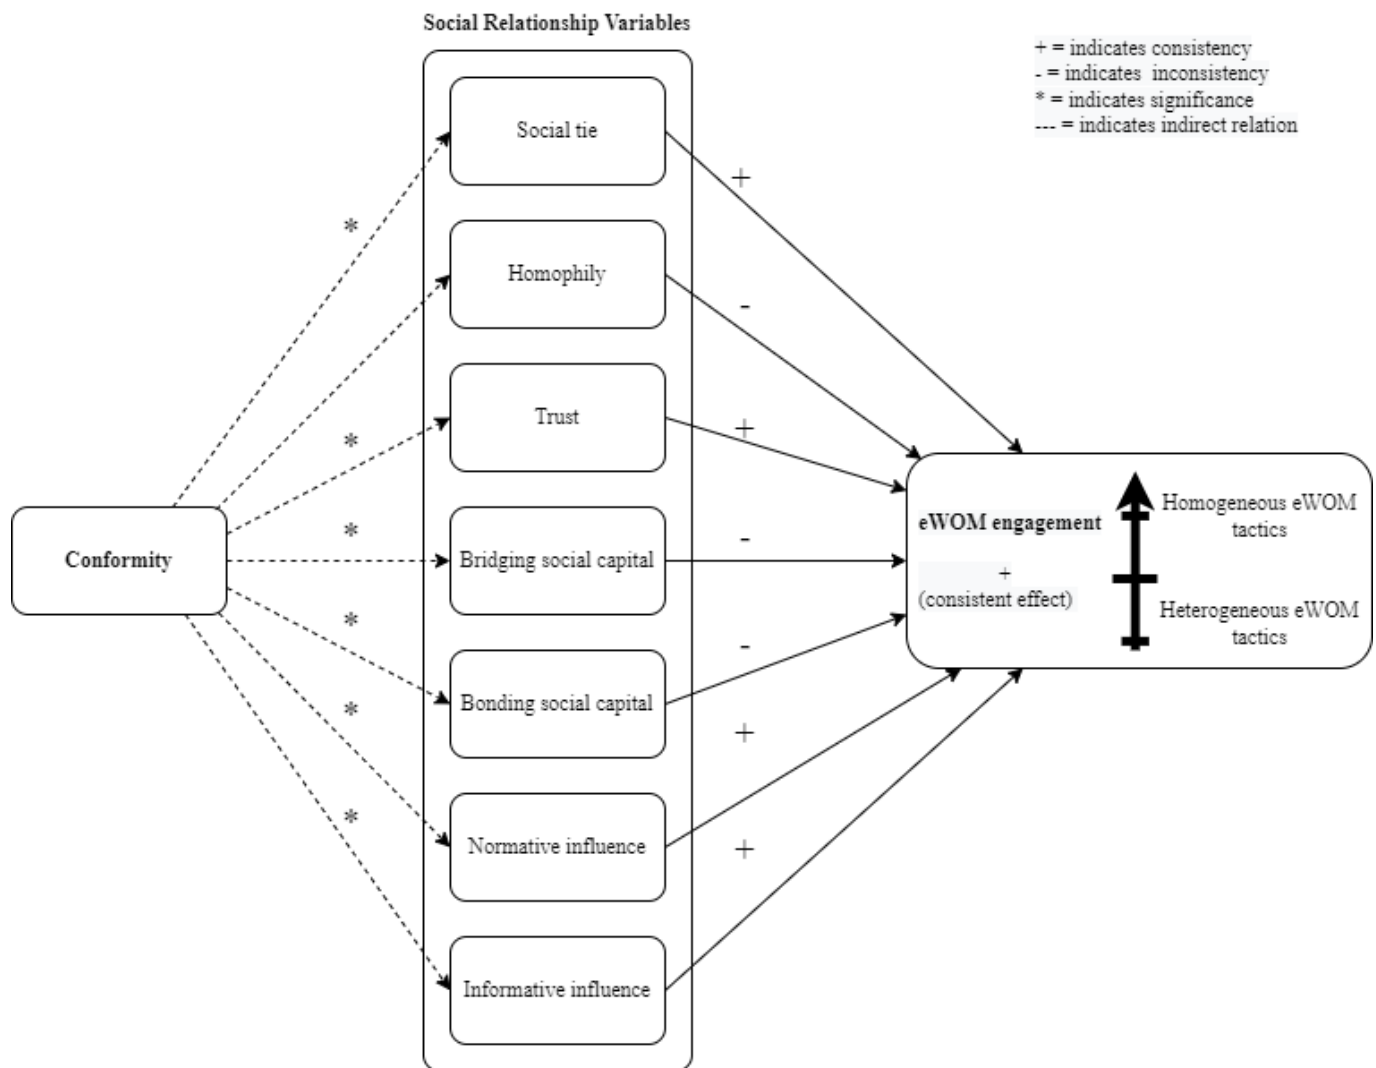 Social Relationship Variables
+ = indicates consistency
- = indicates inconsistency
* = indicates significance
--- = indicates indirect relation
Social tie
+
*
Homophily
-
Trust
+
*
Homogeneous eWOM
tactics
eWOM engagement
*
-
Conformity
Bridging social capital
+
(consistent effect)
Heterogeneous eWOM
tactics
*
-
Bonding social capital
*
+
Normative influence
*
+
Informative influence